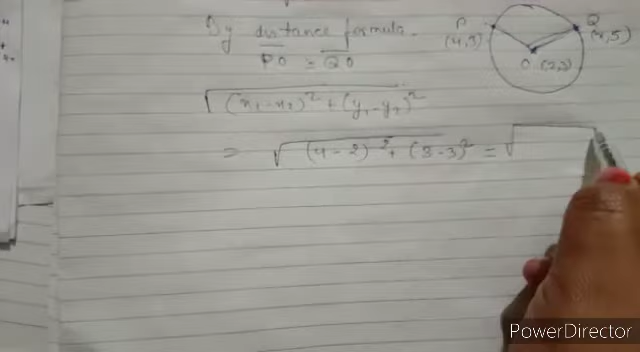 By distance formula.
PO = QO
P
(4,3)
Q
(4,5)
O (2,3)
√(x₁-x₂)² + (y₁-y₂)²
= √(4-2)² + (3-3)² = √
PowerDirector